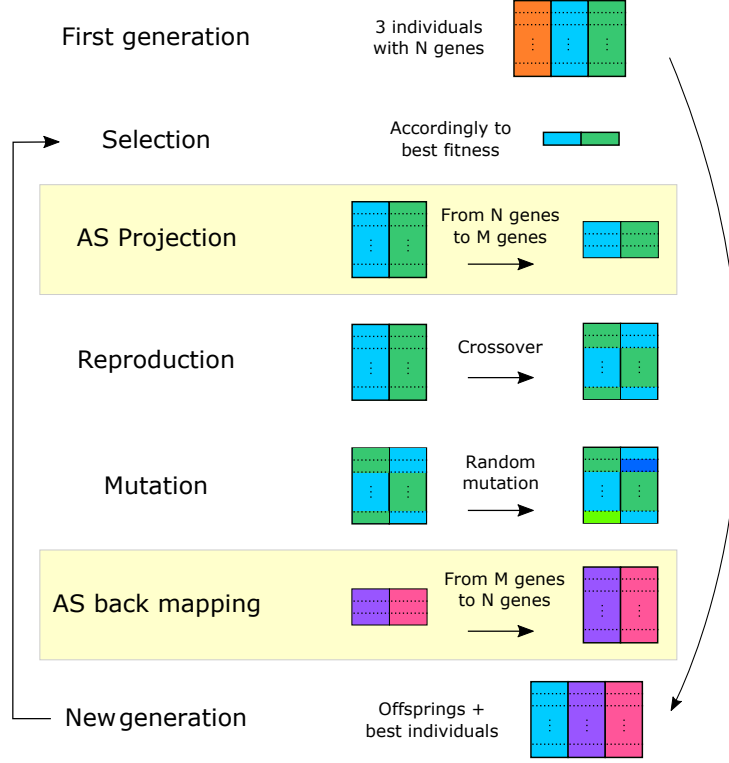 First generation
3 individuals
with N genes
Selection
Accordingly to
best fitness
AS Projection
From N genes
to M genes
Reproduction
Crossover
Mutation
Random
mutation
AS back mapping
From M genes
to N genes
New generation
Offsprings +
best individuals